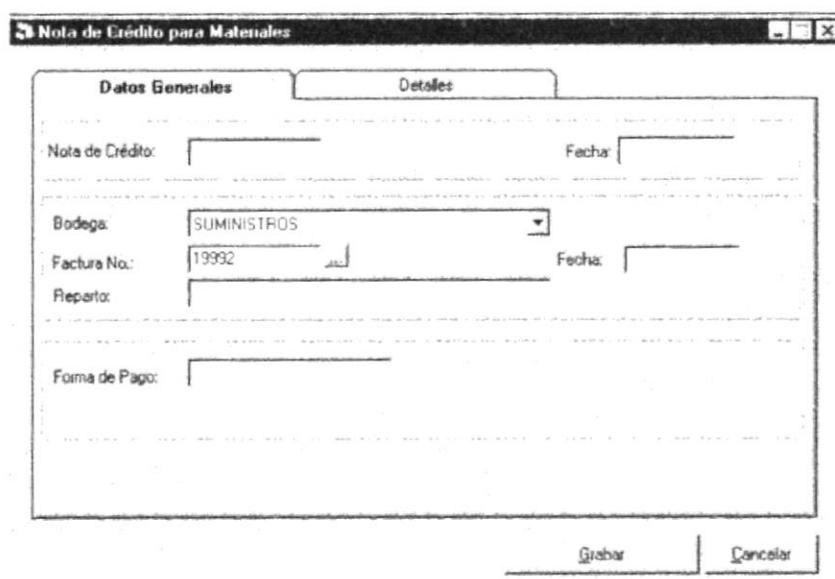 Nota de Crédito para Materiales
Datos Generales Detalles
Nota de Crédito: Fecha:
Bodega: SUMINISTROS
Factura No.: 19992 ... Fecha:
Reparto:
Forma de Pago:
Grabar Cancelar